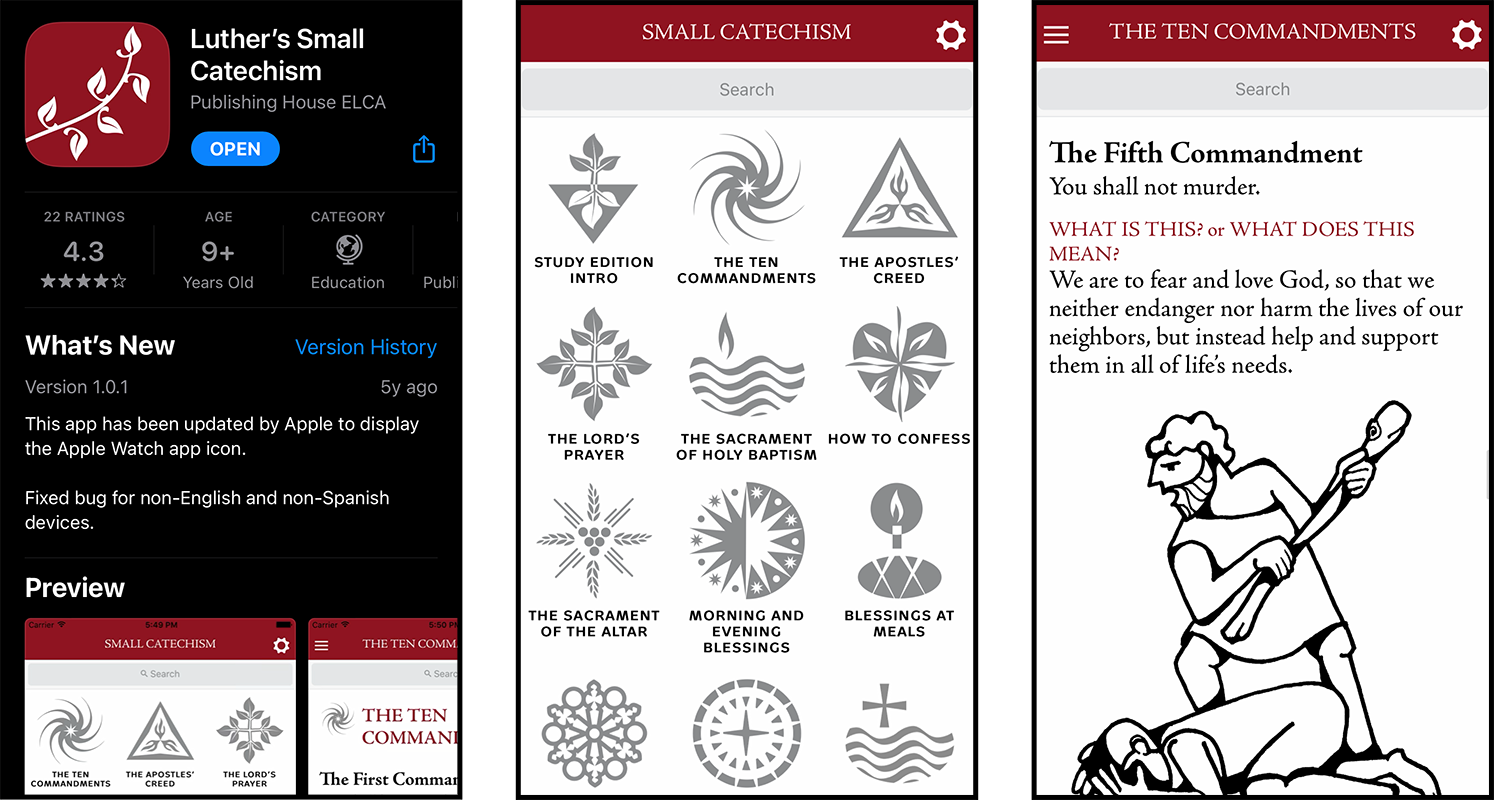 Luther's Small
Catechism
Publishing House ELCA
OPEN
22 RATINGS
4.3
AGE
9+
Years Old
CATEGORY
Education
Publi
What's New
Version History
Version 1.0.1
5y ago
This app has been updated by Apple to display
the Apple Watch app icon.
Fixed bug for non-English and non-Spanish
devices.
Preview
Carrier
5:49 PM
SMALL CATECHISM
Search
THE TEN
COMMANDMENTS
THE APOSTLES'
CREED
THE LORD'S
PRAYER
Carrier
5:50 P
THE TEN COMM
Searc
THE TEN
COMMAN
The First Comman
SMALL CATECHISM
Search
STUDY EDITION
INTRO
THE TEN
COMMANDMENTS
THE APOSTLES'
CREED
THE LORD'S
PRAYER
THE SACRAMENT
OF HOLY BAPTISM
HOW TO CONFESS
THE SACRAMENT
OF THE ALTAR
MORNING AND
EVENING
BLESSINGS
BLESSINGS AT
MEALS
THE TEN COMMANDMENTS
Search
The Fifth Commandment
You shall not murder.
WHAT IS THIS? or WHAT DOES THIS
MEAN?
We are to fear and love God, so that we
neither endanger nor harm the lives of our
neighbors, but instead help and support
them in all of life's needs.